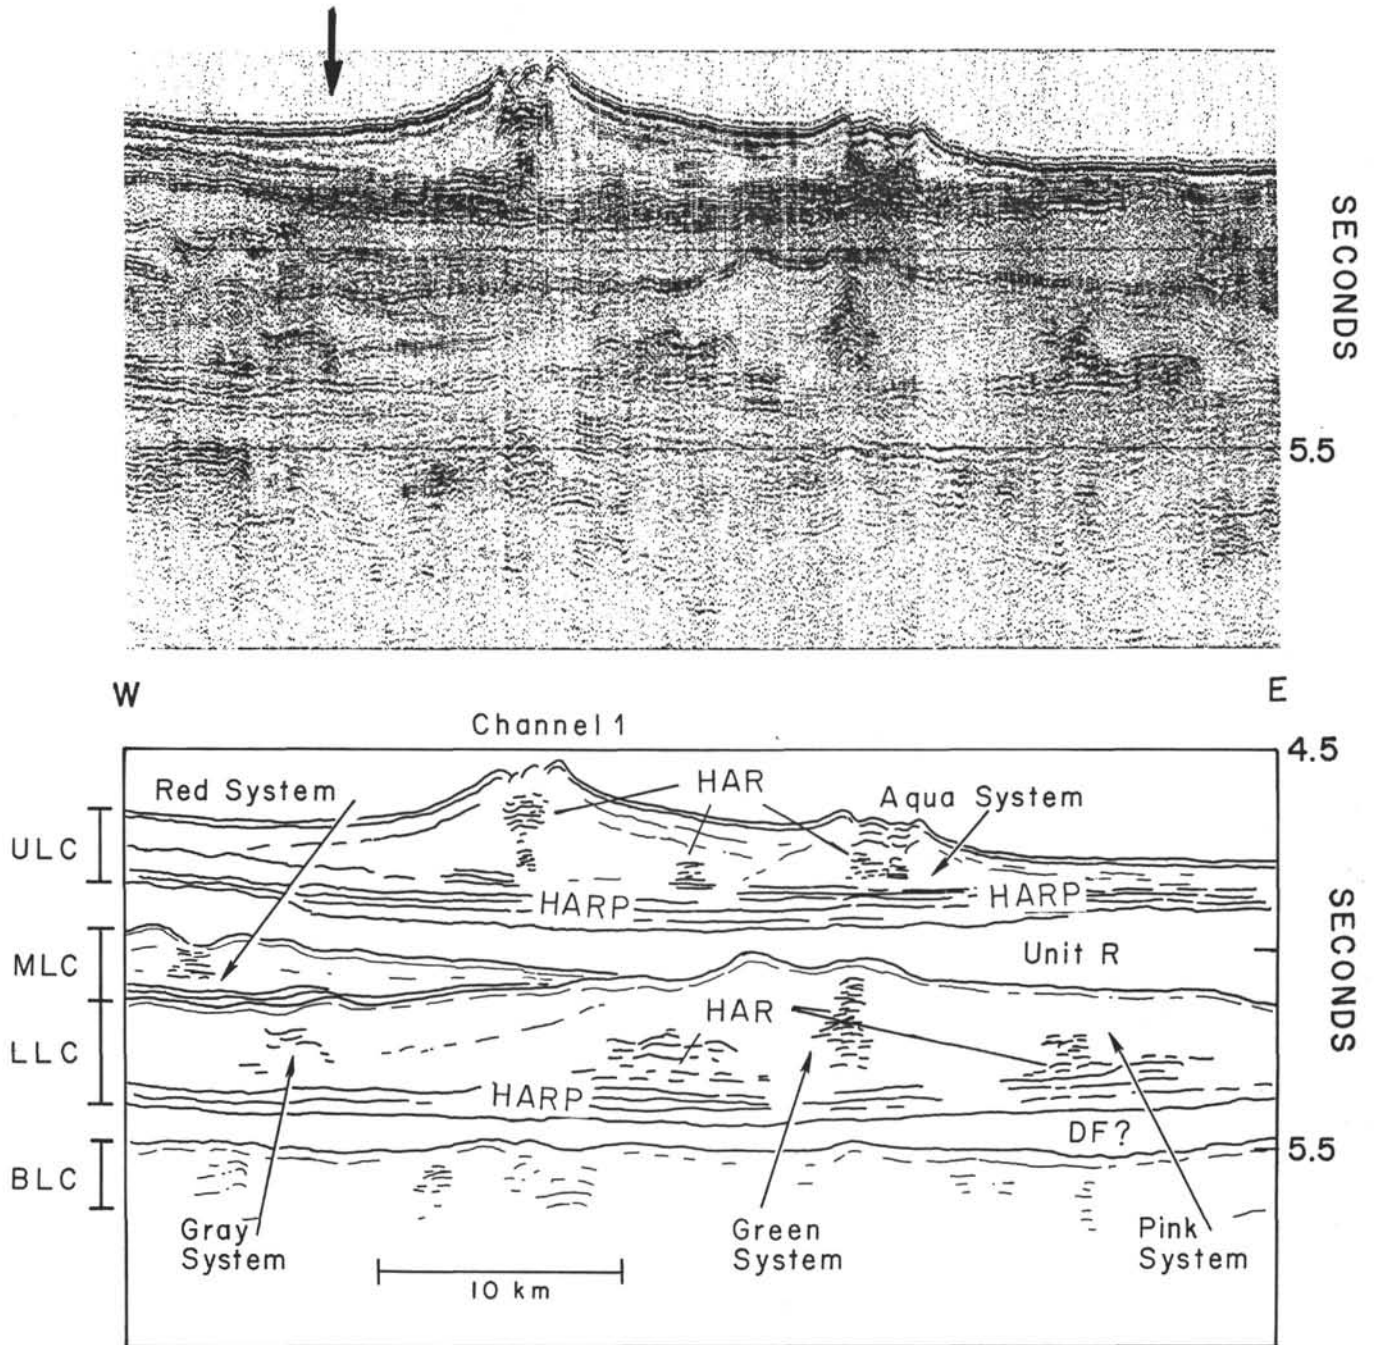 SECONDS
5.5
W
E
Channel 1
4.5
Red System
HAR
Aqua System
ULC
HARP
HARP
SECONDS
MLC
Unit R
HAR
LLC
HARP
DF?
5.5
BLC
Gray
System
Green
System
Pink
System
10 km